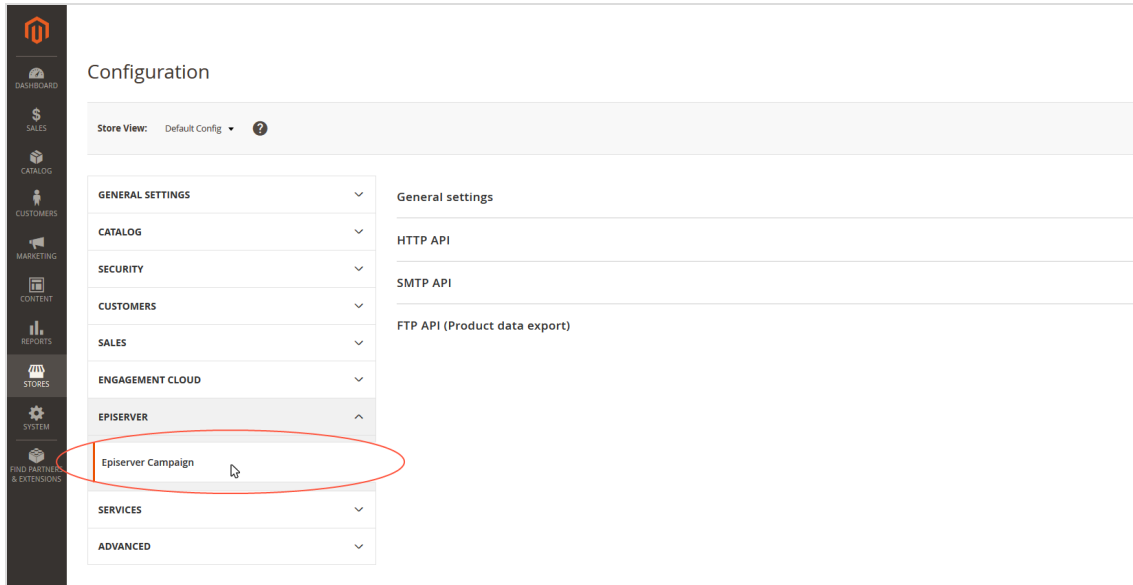 DASHBOARD
SALES
CATALOG
CUSTOMERS
MARKETING
CONTENT
REPORTS
STORES
SYSTEM
FIND PARTNERS
& EXTENSIONS
Configuration
Store View: Default Config ?
GENERAL SETTINGS
CATALOG
SECURITY
CUSTOMERS
SALES
ENGAGEMENT CLOUD
EPISERVER
Episerver Campaign
SERVICES
ADVANCED
General settings
HTTP API
SMTP API
FTP API (Product data export)